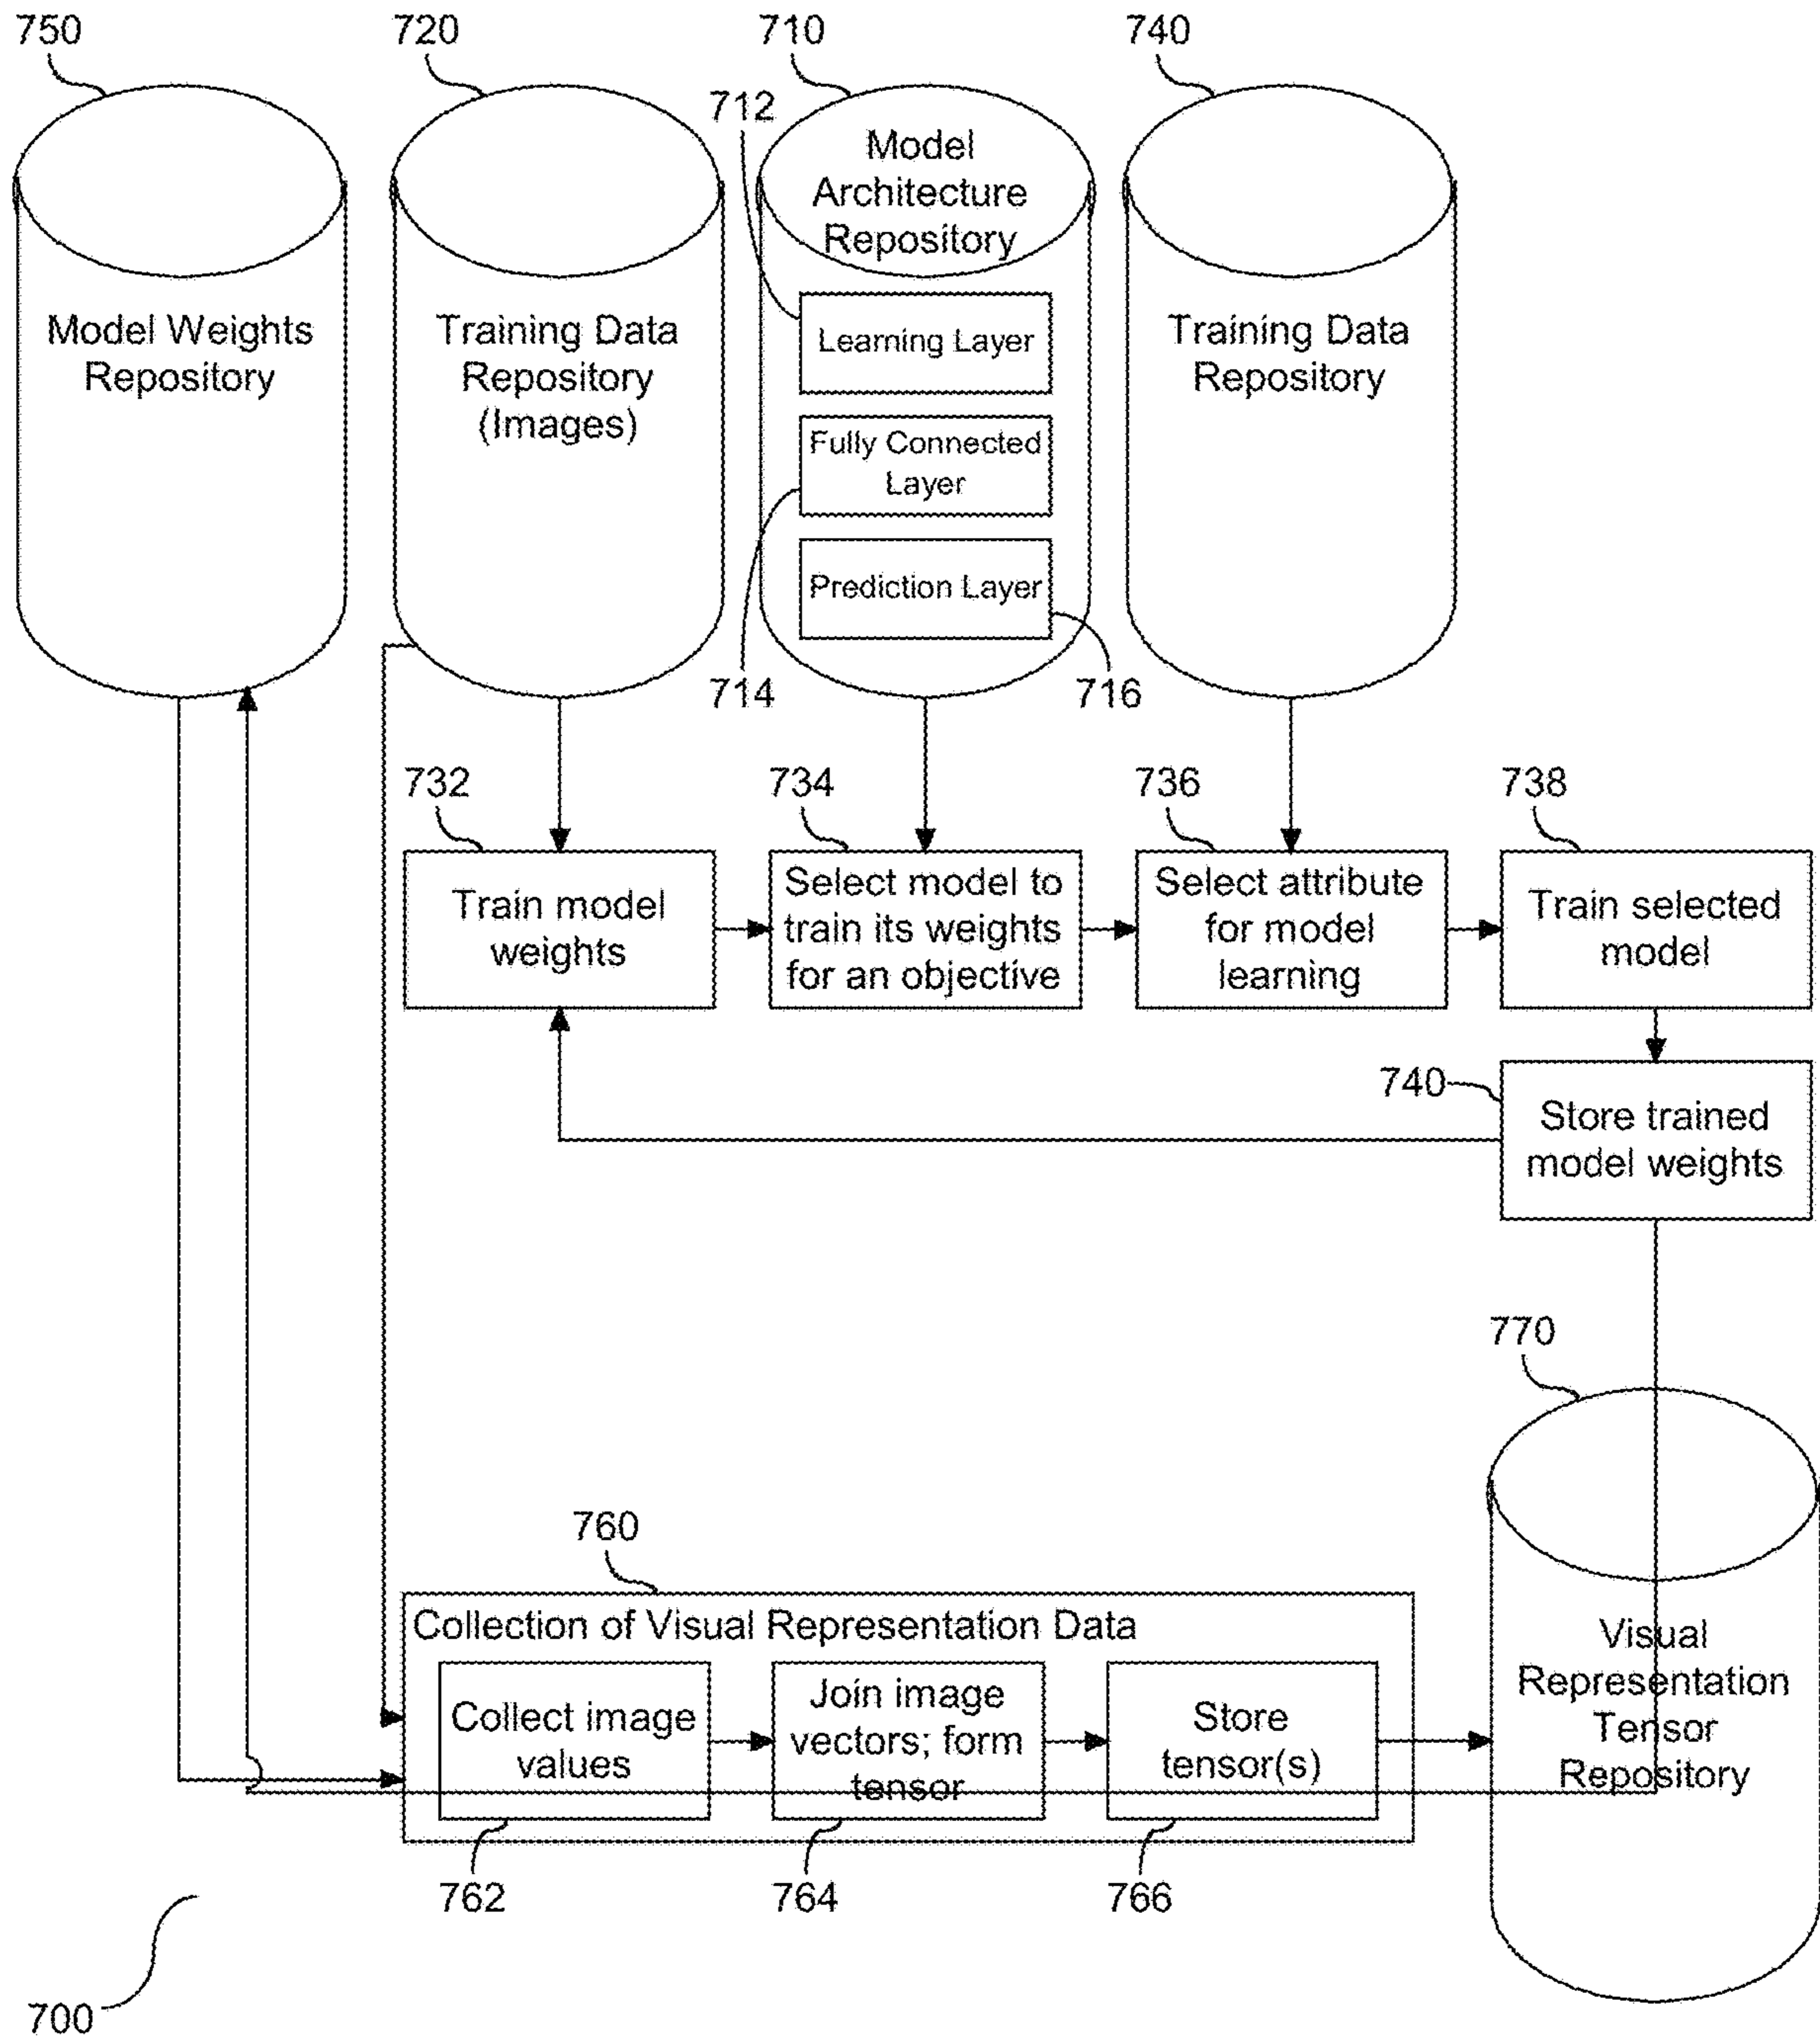 750
720
710
740
712
Model
Architecture
Repository
Model Weights
Repository
Training Data
Repository
(Images)
Learning Layer
Fully Connected
Layer
Prediction Layer
Training Data
Repository
714
716
732
734
736
738
Train model
weights
Select model to
train its weights
for an objective
Select attribute
for model
learning
Train selected
model
740
Store trained
model weights
770
760
Collection of Visual Representation Data
Collect image
values
Join image
vectors; form
tensor
Store
tensor(s)
Visual
Representation
Tensor
Repository
762
764
766
700